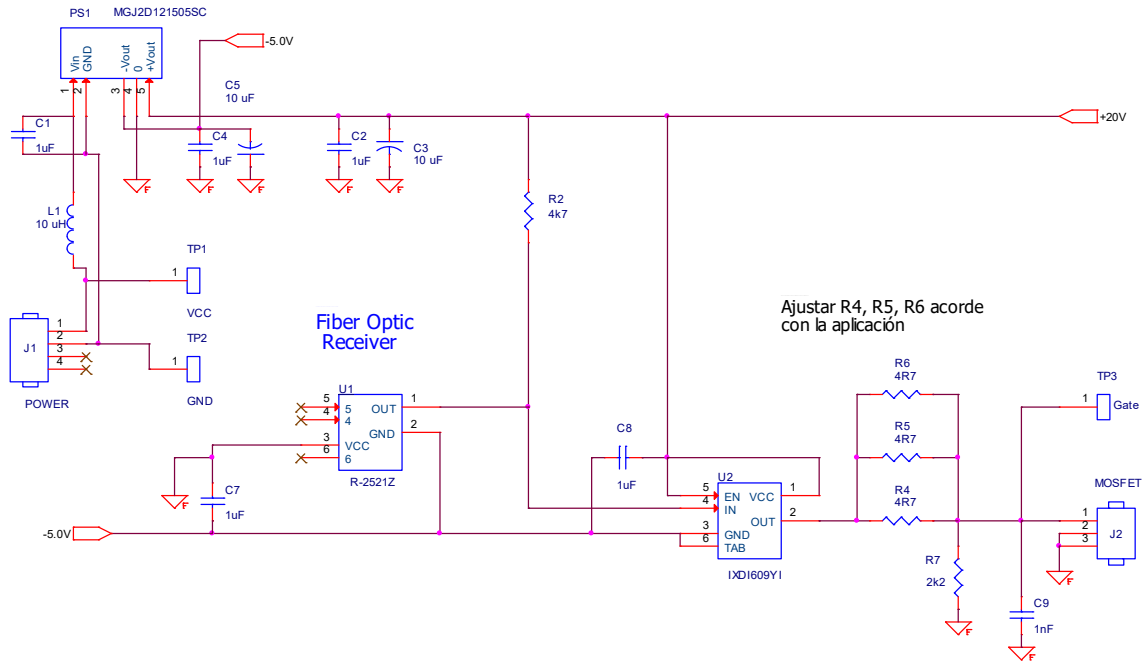 PS1 MGJ2D121505SC
Vin
GND
-Vout
0
+Vout
1
2
3
4
5
-5.0V
C5
10 uF
C1
1uF
C4
1uF
C2
1uF
C3
10 uF
+20V
F
F
F
F
L1
10 uH
R2
4k7
TP1
1
VCC
TP2
1
GND
J1
1
2
3
4
POWER
Fiber Optic
Receiver
U1
5 5 OUT 1
4 4
GND 2
3 VCC
6 6
R-2521Z
F
C7
1uF
-5.0V
C8
1uF
U2
5 EN VCC 1
4 IN
OUT 2
3 GND
6 TAB
IXDI609YI
Ajustar R4, R5, R6 acorde
con la aplicación
R6
4R7
R5
4R7
R4
4R7
R7
2k2
F
C9
1nF
F
TP3
1 Gate
MOSFET
1
2
3
J2
F